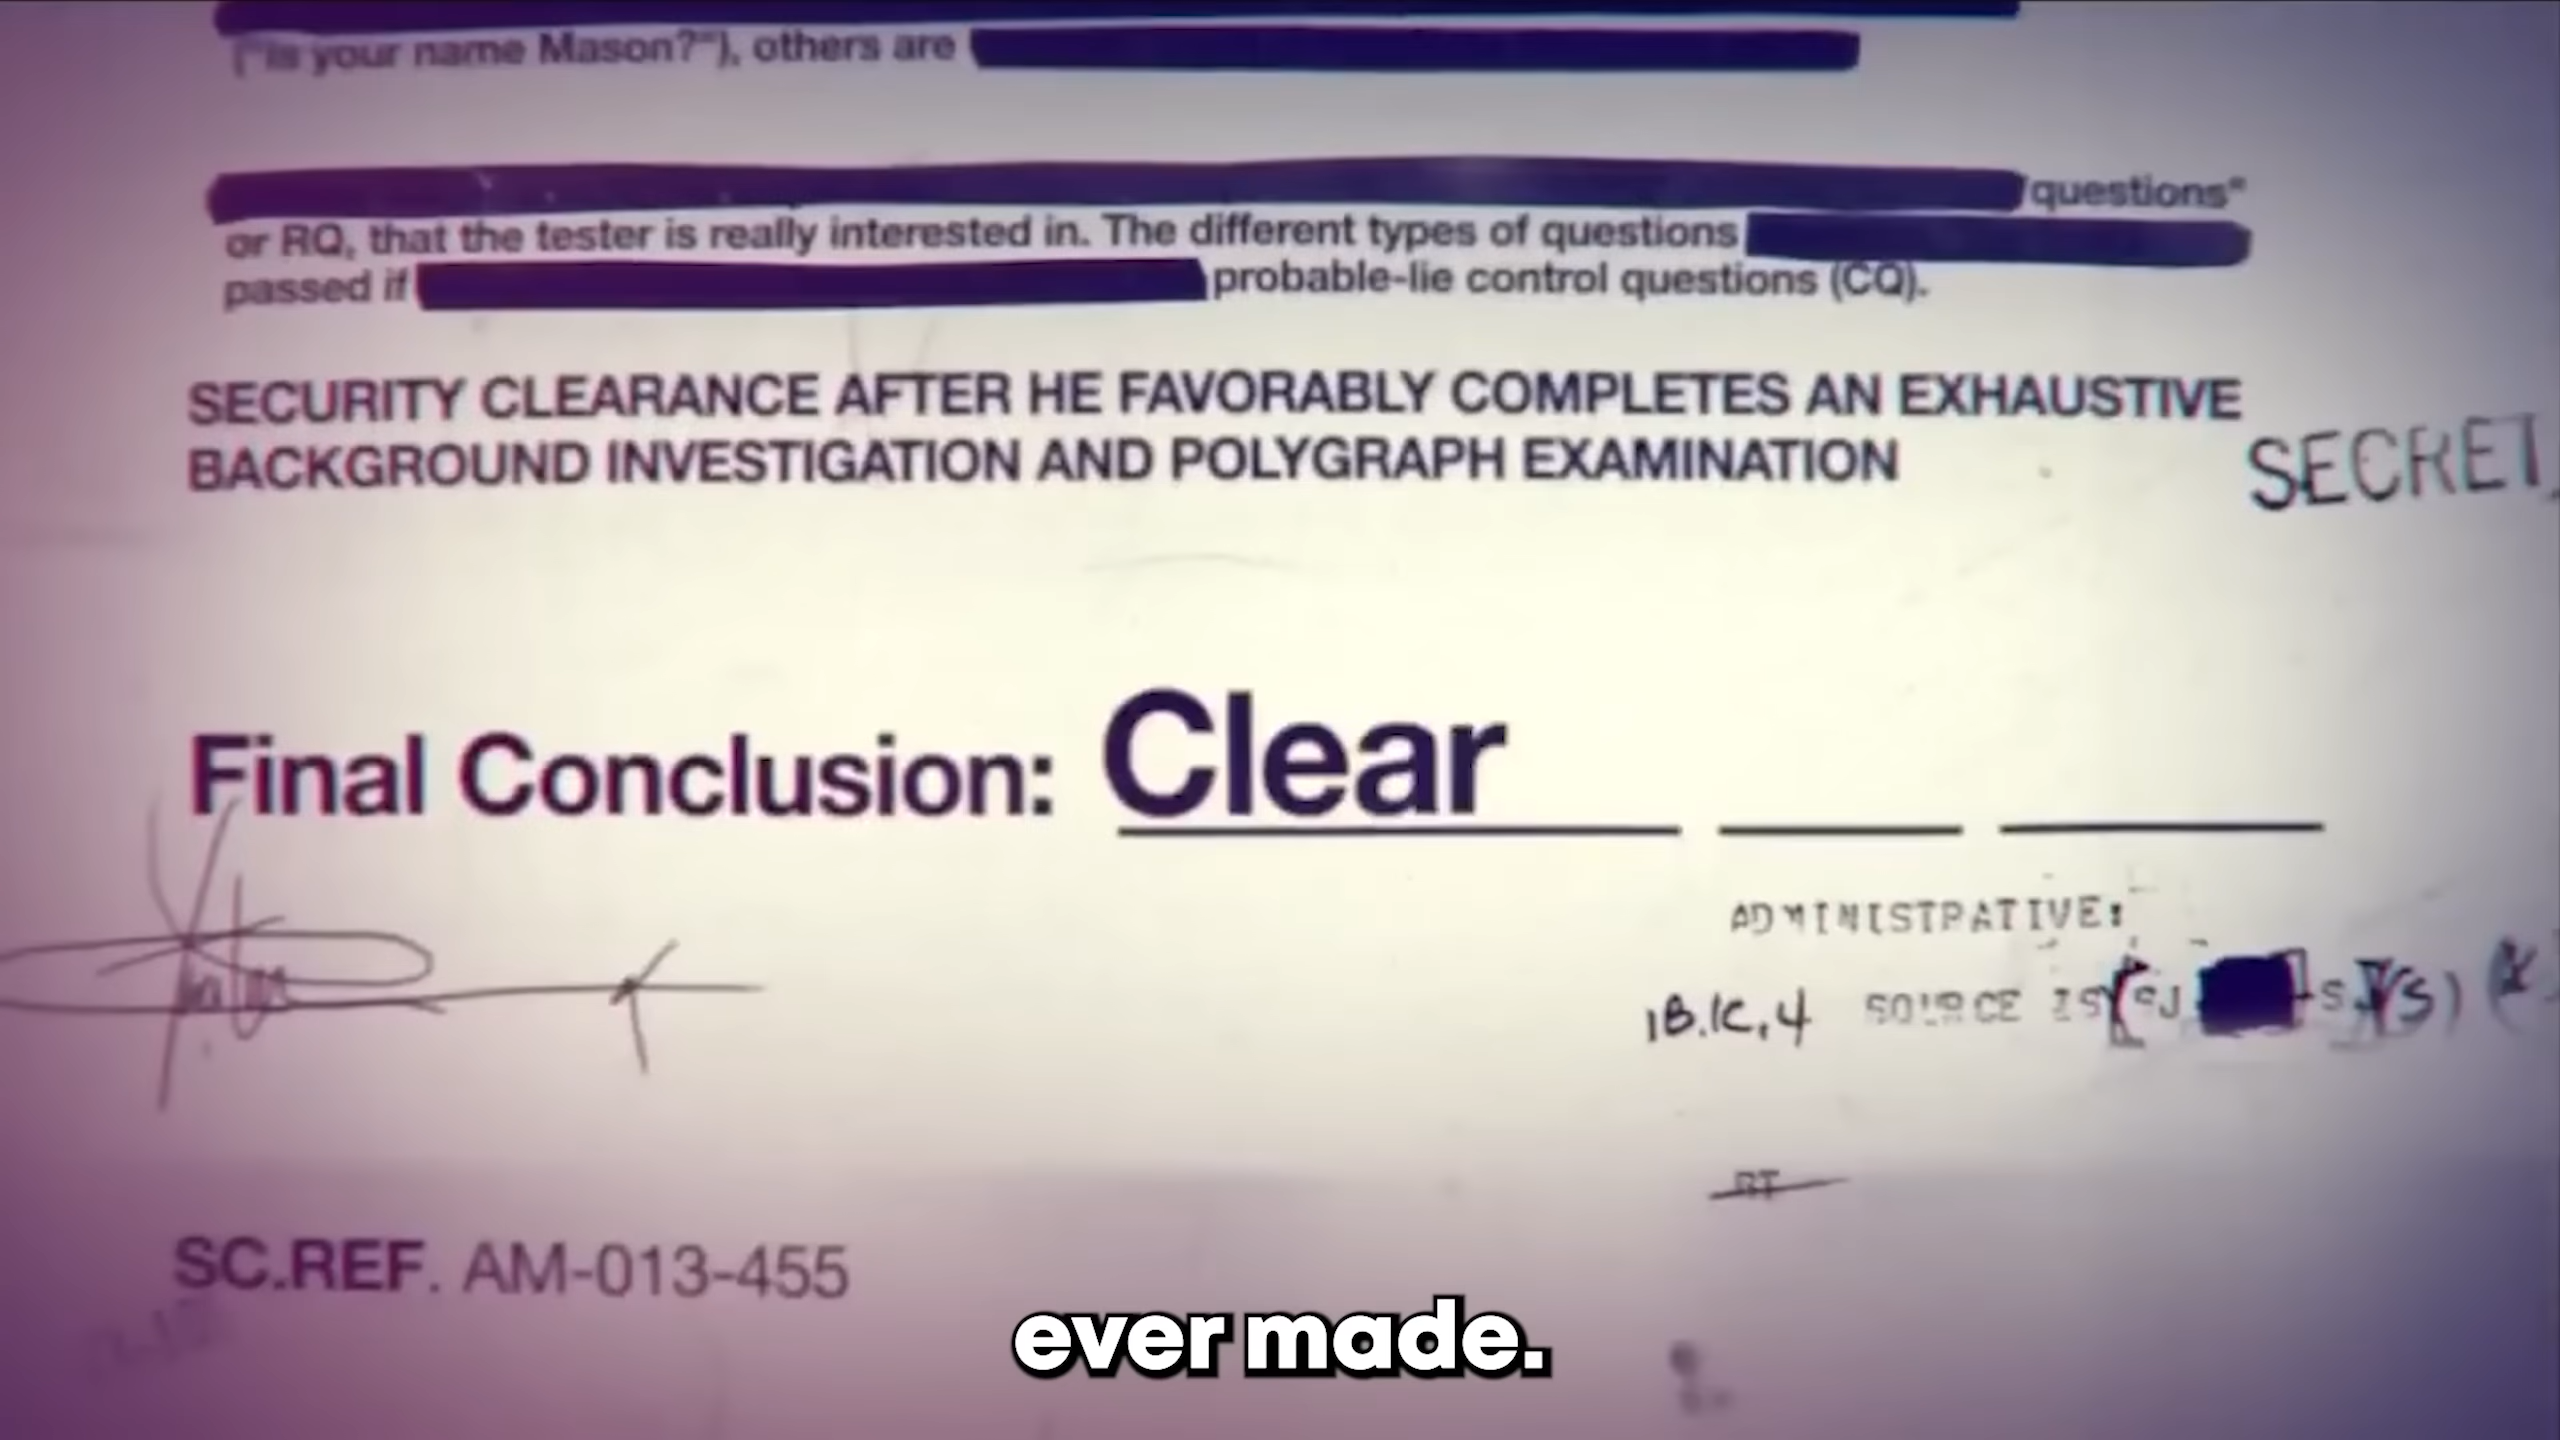 ("Is your name Mason?"), others are
questions"
or RQ, that the tester is really interested in. The different types of questions
passed if probable-lie control questions (CQ).
SECURITY CLEARANCE AFTER HE FAVORABLY COMPLETES AN EXHAUSTIVE
BACKGROUND INVESTIGATION AND POLYGRAPH EXAMINATION
SECRET
Final Conclusion: Clear
ADMINISTRATIVE:
1B.1C.4 SOURCE IS
SC.REF. AM-013-455
ever made.